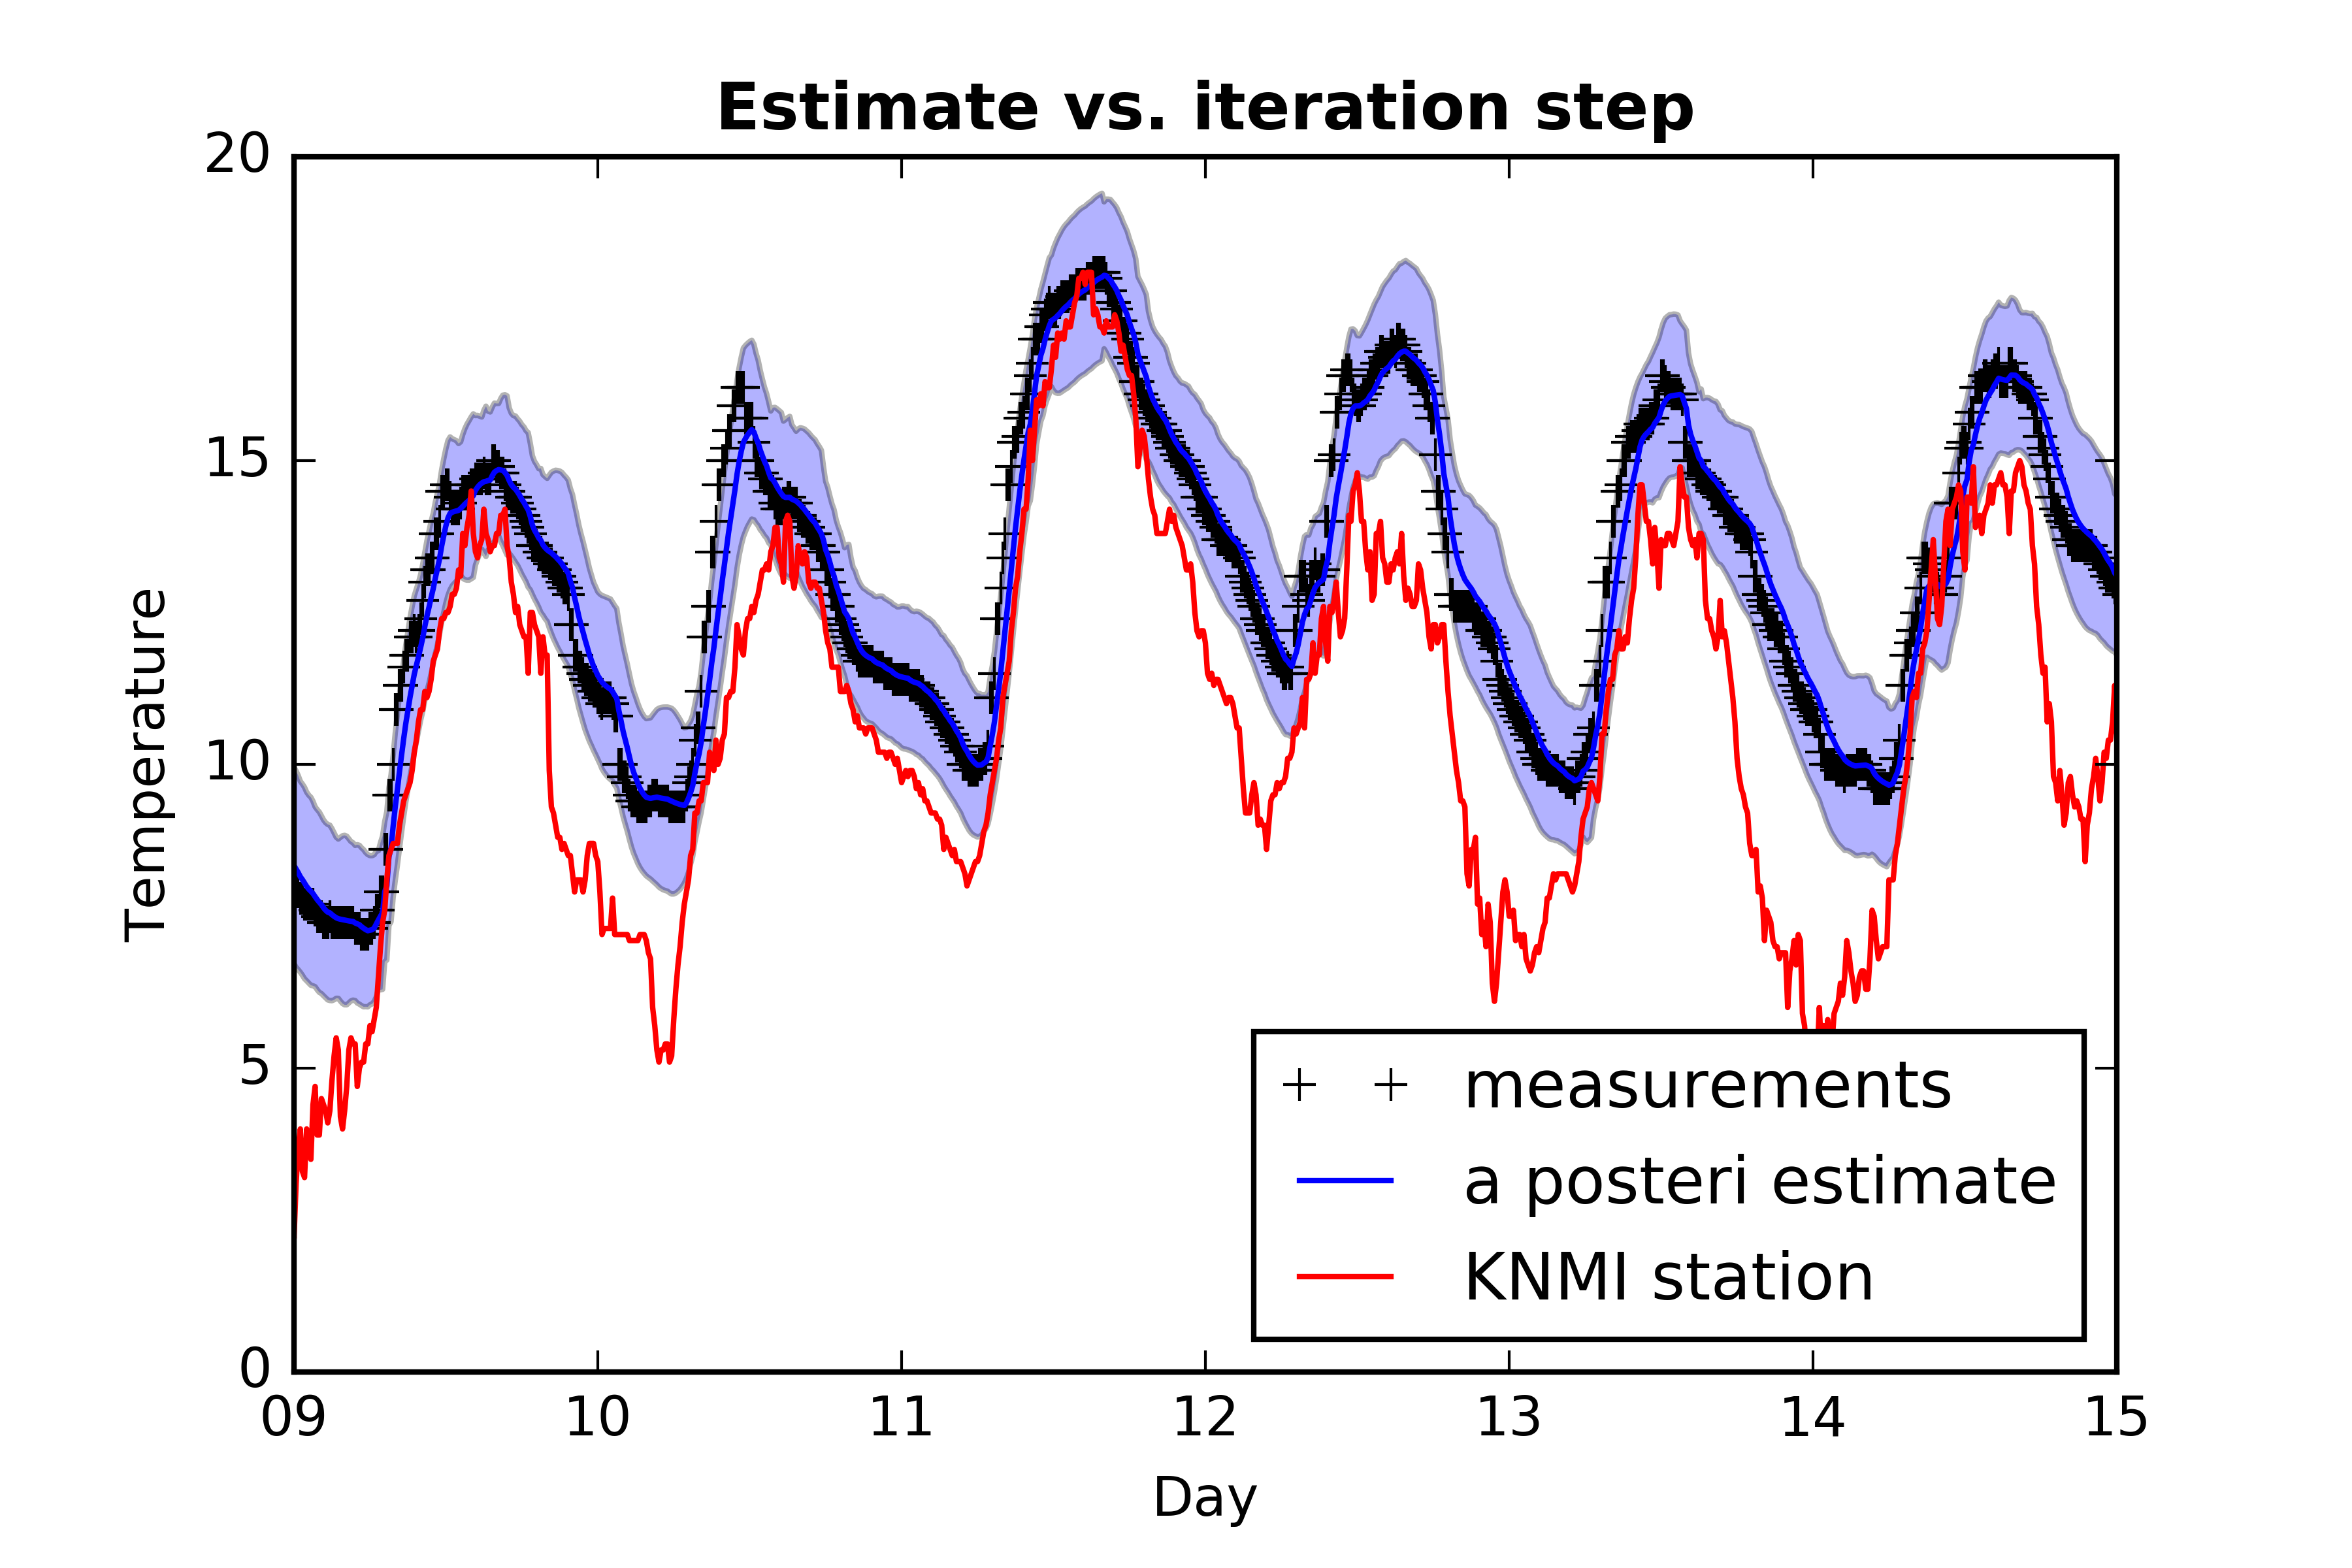 Estimate vs. iteration step
20
15
10
5
0
Temperature
09 10 11 12 13 14 15
Day
measurements
a posteri estimate
KNMI station